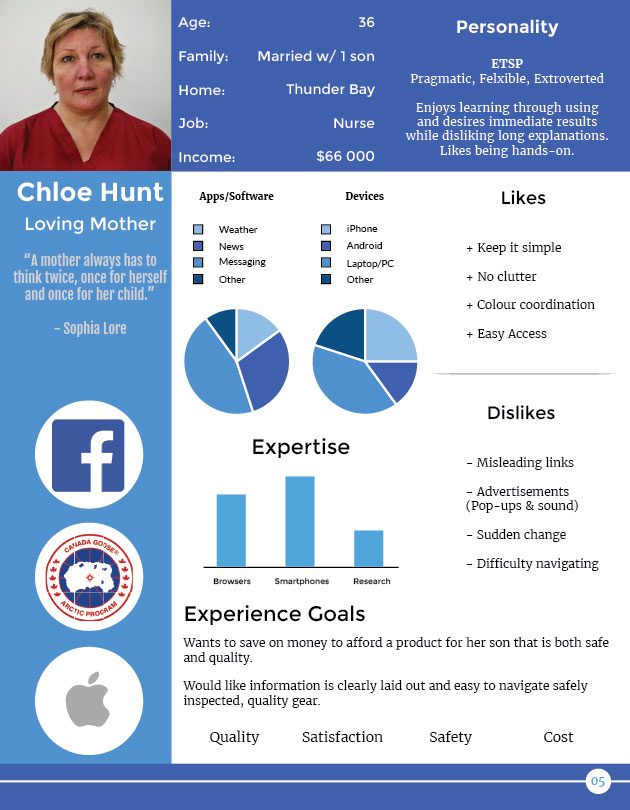 Age: 36
Family: Married w/ 1 son
Home: Thunder Bay
Job: Nurse
Income: $66 000
Personality
ETSP
Pragmatic, Felxible, Extroverted
Enjoys learning through using
and desires immediate results
while disliking long explanations.
Likes being hands-on.
Chloe Hunt
Loving Mother
“A mother always has to
think twice, once for herself
and once for her child.”
- Sophia Lore
Apps/Software
Weather
News
Messaging
Other
Devices
iPhone
Android
Laptop/PC
Other
Likes
+ Keep it simple
+ No clutter
+ Colour coordination
+ Easy Access
Dislikes
- Misleading links
- Advertisements
(Pop-ups & sound)
- Sudden change
- Difficulty navigating
Expertise
Browsers Smartphones Research
f
CANADA GOOSE®
ARCTIC PROGRAM
Experience Goals
Wants to save on money to afford a product for her son that is both safe
and quality.
Would like information is clearly laid out and easy to navigate safely
inspected, quality gear.
Quality Satisfaction Safety Cost
05